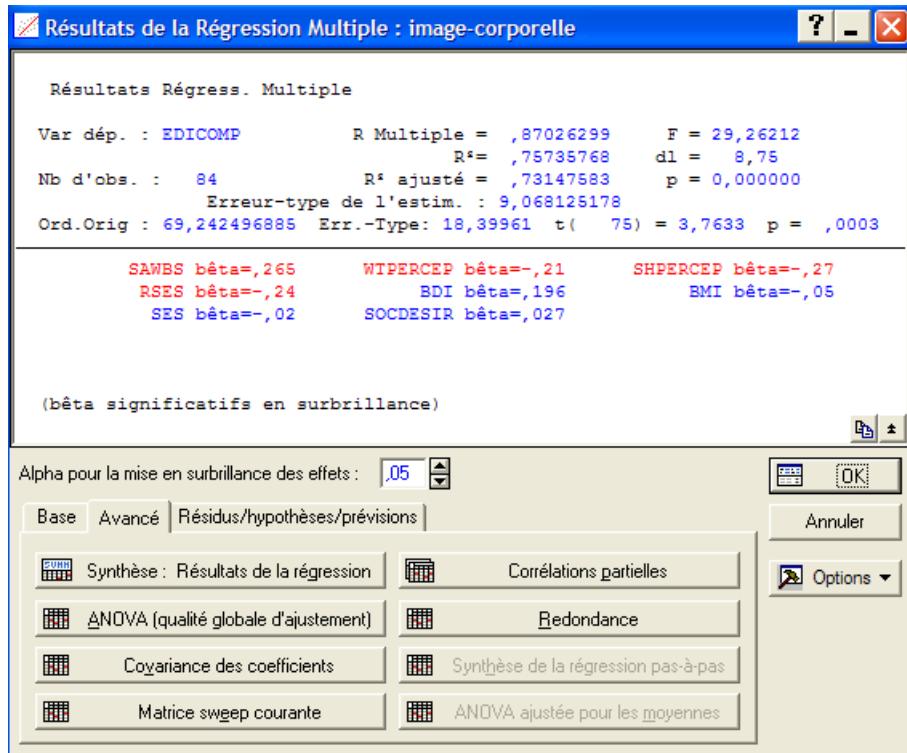 Résultats de la Régression Multiple : image-corporelle
Résultats Régress. Multiple
Var dép. : EDICOMP R Multiple = ,87026299 F = 29,26212
R²= ,75735768 dl = 8,75
Nb d'obs. : 84 R² ajusté = ,73147583 p = 0,000000
Erreur-type de l'estim. : 9,068125178
Ord.Orig : 69,242496885 Err.-Type: 18,39961 t( 75) = 3,7633 p = ,0003
SAWBS bêta=,265 WTPERCEP bêta=-,21 SHPERCEP bêta=-,27
RSES bêta=-,24 BDI bêta=,196 BMI bêta=-,05
SES bêta=-,02 SOCDESIR bêta=,027
(bêta significatifs en surbrillance)
Alpha pour la mise en surbrillance des effets : ,05
OK
Base Avancé Résidus/hypothèses/prévisions
Annuler
Synthèse : Résultats de la régression Corrélations partielles
Options
ANOVA (qualité globale d'ajustement) Redondance
Covariance des coefficients Synthèse de la régression pas-à-pas
Matrice sweep courante ANOVA ajustée pour les moyennes